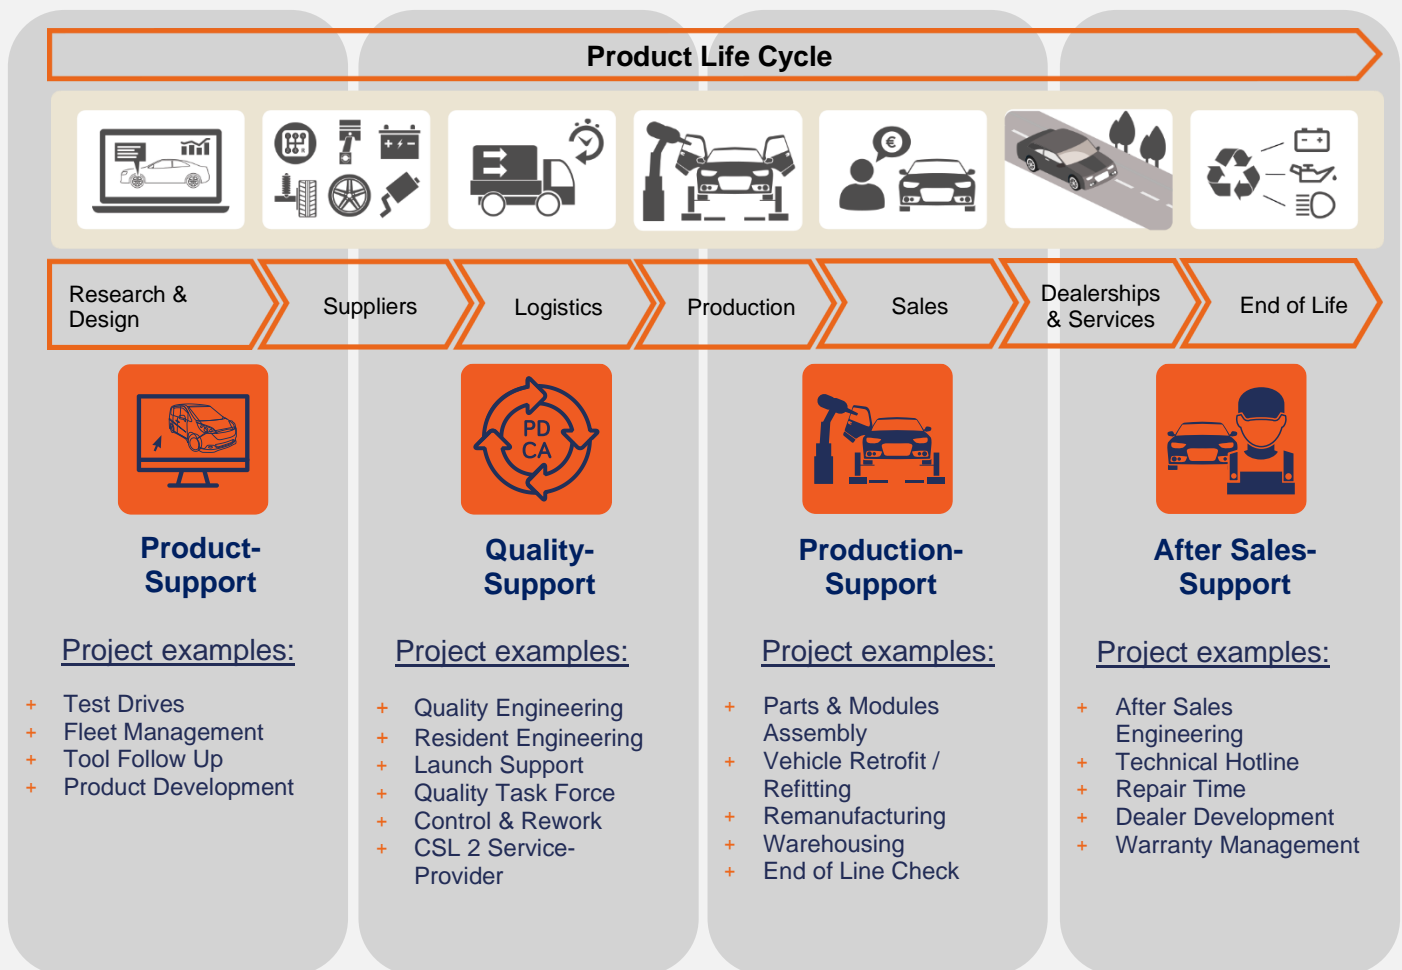 Product Life Cycle
€
Research &
Design
Suppliers
Logistics
Production
Sales
Dealerships
& Services
End of Life
PD
CA
Product-
Support
Project examples:
+ Test Drives
+ Fleet Management
+ Tool Follow Up
+ Product Development
Quality-
Support
Project examples:
+ Quality Engineering
+ Resident Engineering
+ Launch Support
+ Quality Task Force
+ Control & Rework
+ CSL 2 Service-
Provider
Production-
Support
Project examples:
+ Parts & Modules
Assembly
+ Vehicle Retrofit /
Refitting
+ Remanufacturing
+ Warehousing
+ End of Line Check
After Sales-
Support
Project examples:
+ After Sales
Engineering
+ Technical Hotline
+ Repair Time
+ Dealer Development
+ Warranty Management